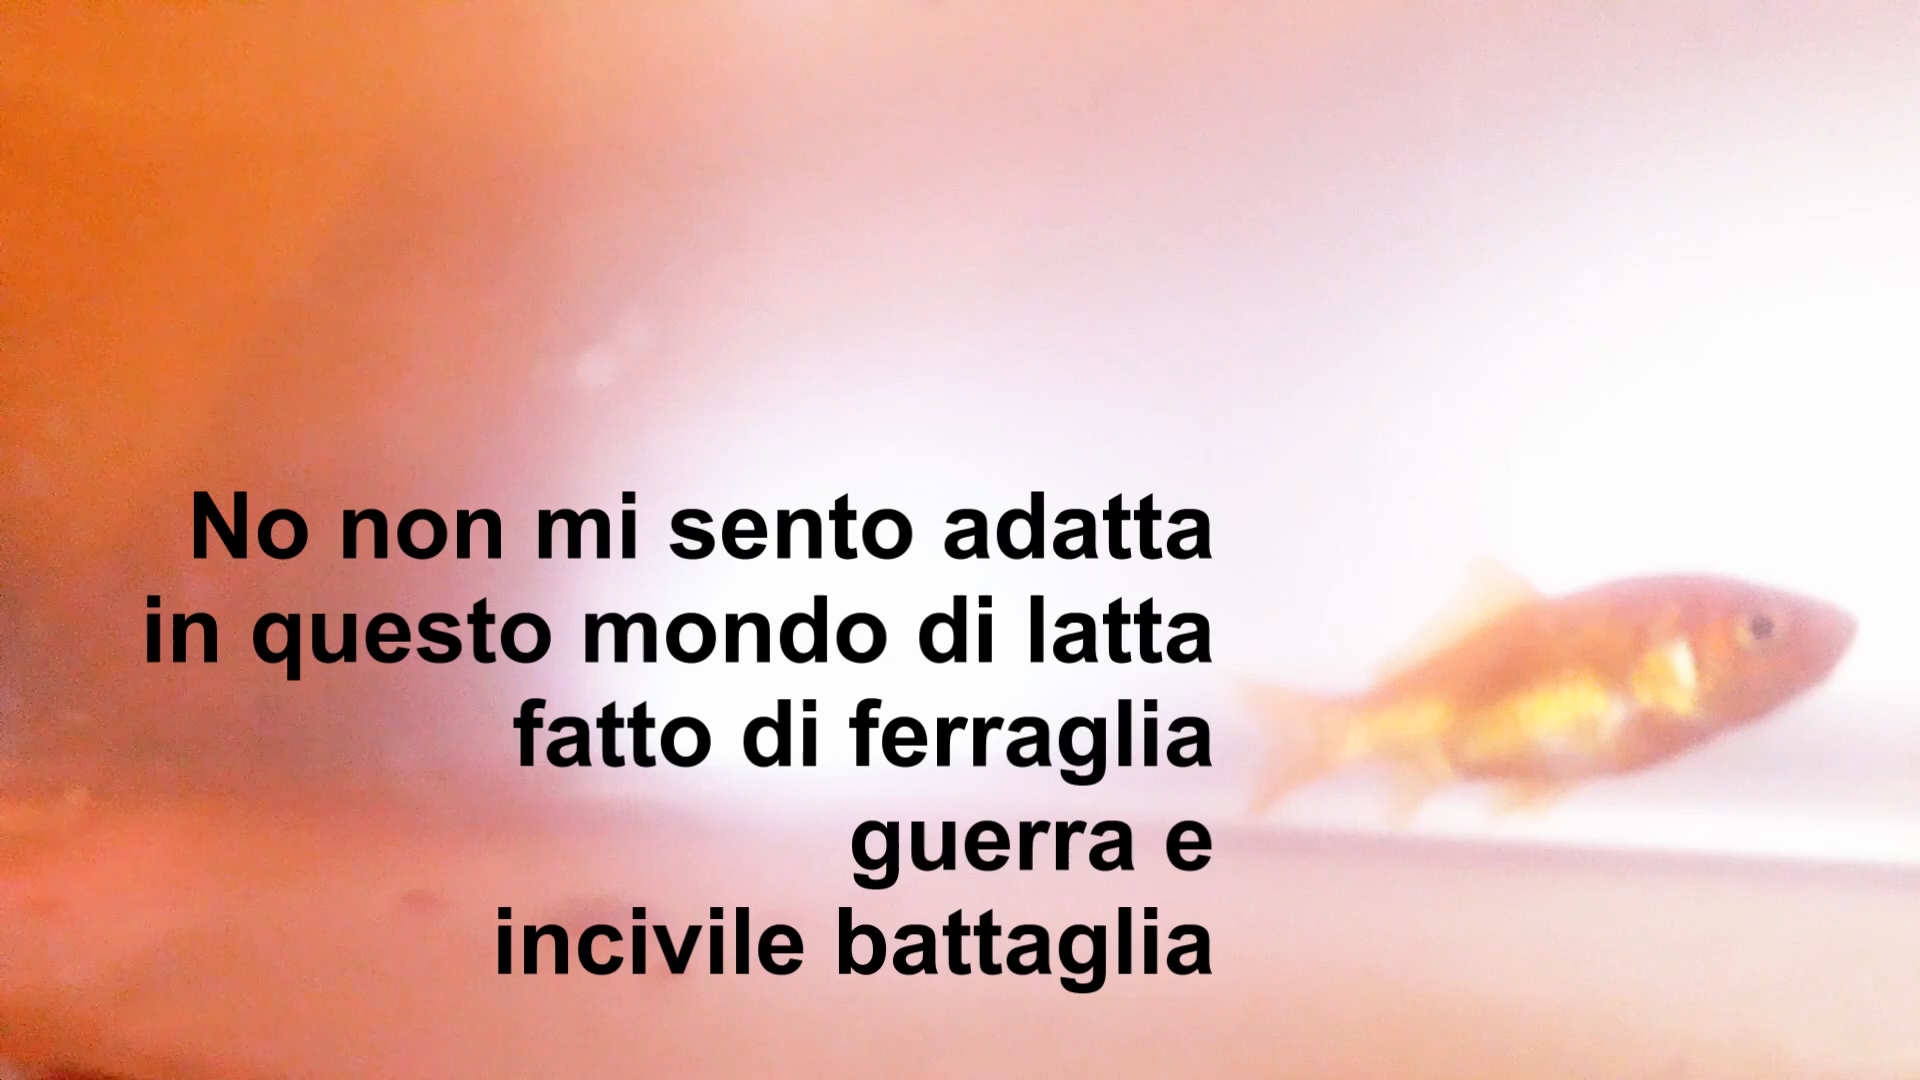 No non mi sento adatta
in questo mondo di latta
fatto di ferraglia
guerra e
incivile battaglia